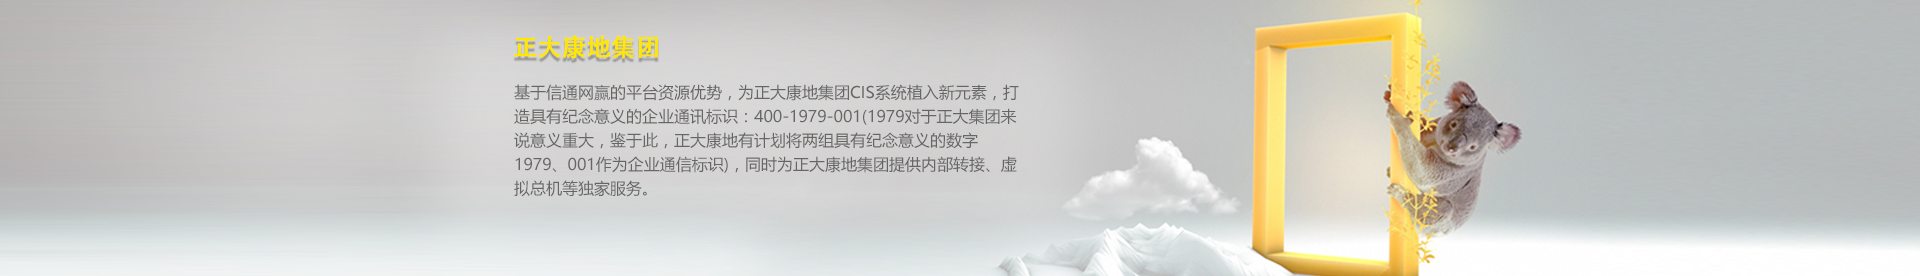 正大康地集团
基于信通网赢的平台资源优势，为正大康地集团CIS系统植入新元素，打
造具有纪念意义的企业通讯标识：400-1979-001(1979对于正大集团来
说意义重大，鉴于此，正大康地有计划将两组具有纪念意义的数字
1979、001作为企业通信标识)，同时为正大康地集团提供内部转接、虚
拟总机等独家服务。